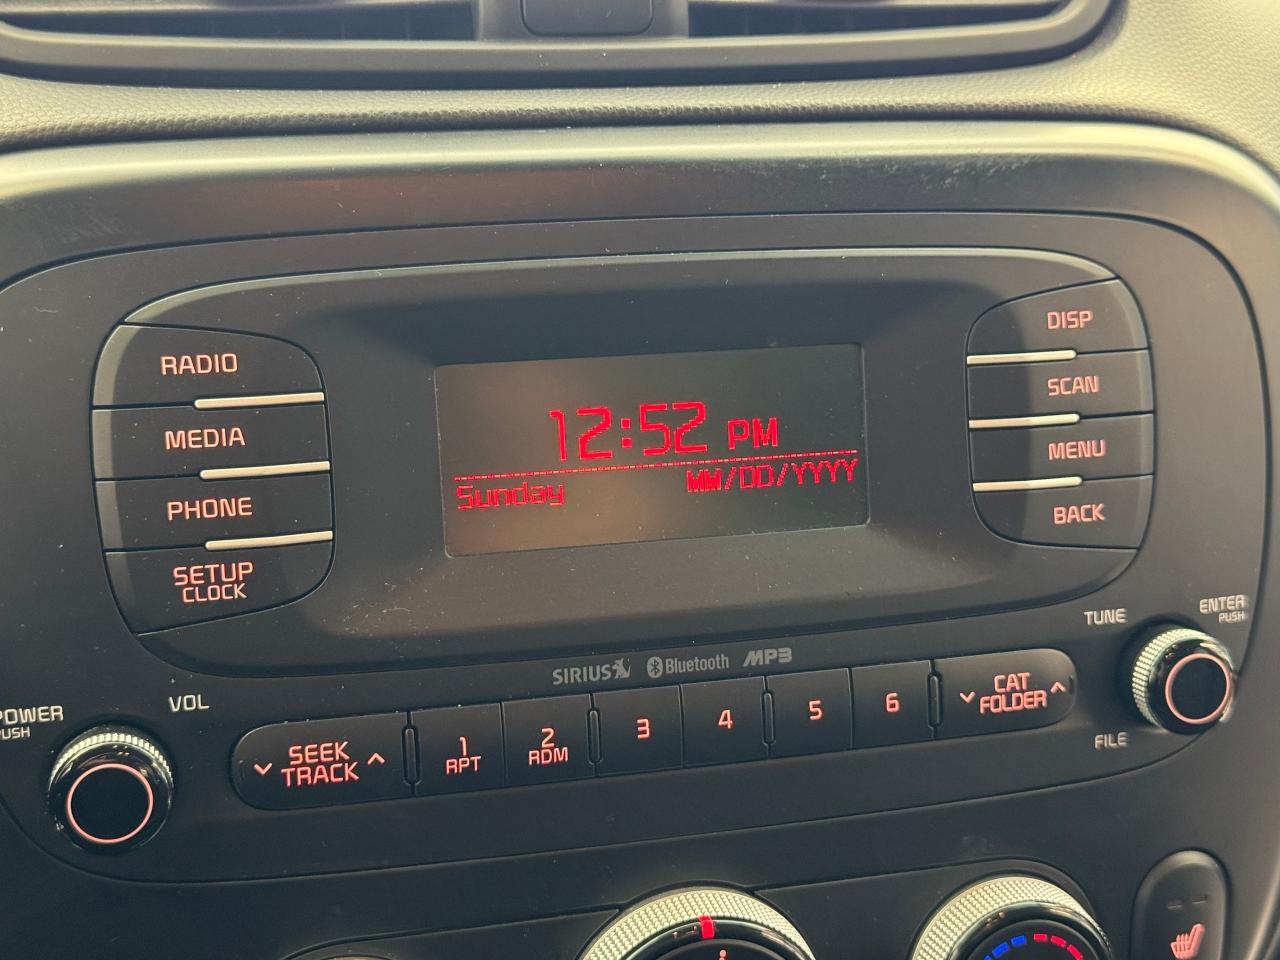 RADIO
MEDIA
PHONE
SETUP
CLOCK
12:52 PM
Sunday MM/DD/YYYY
DISP
SCAN
MENU
BACK
SIRIUS Bluetooth MP3
POWER
PUSH
VOL
SEEK
TRACK
1
RPT
2
RDM
3
4
5
6
CAT
FOLDER
TUNE
ENTER
PUSH
FILE